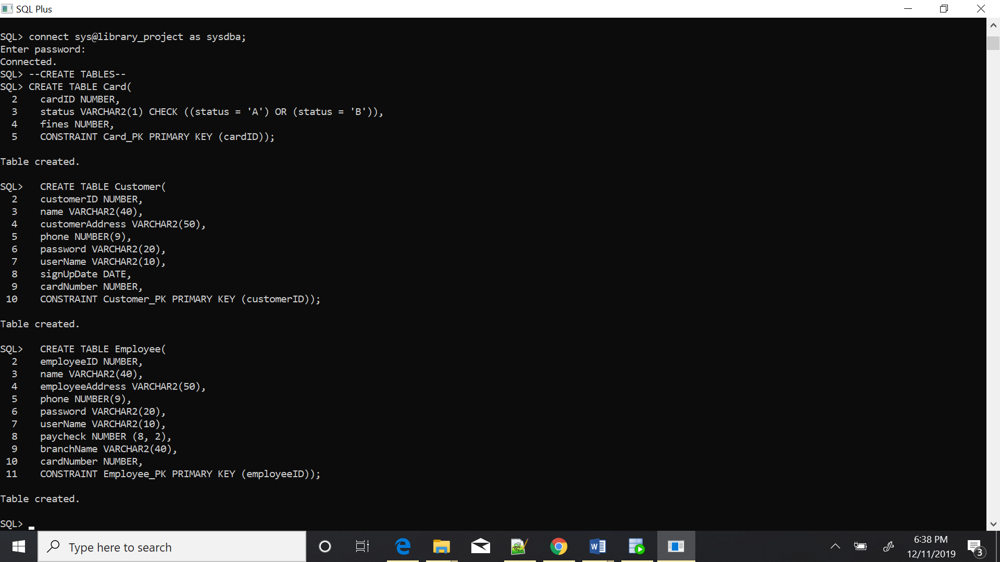 SQL Plus
SQL> connect sys@library_project as sysdba;
Enter password:
Connected.
SQL> --CREATE TABLES--
SQL> CREATE TABLE Card(
2 cardID NUMBER,
3 status VARCHAR2(1) CHECK ((status = 'A') OR (status = 'B')),
4 fines NUMBER,
5 CONSTRAINT Card_PK PRIMARY KEY (cardID));
Table created.
SQL> CREATE TABLE Customer(
2 customerID NUMBER,
3 name VARCHAR2(40),
4 customerAddress VARCHAR2(50),
5 phone NUMBER(9),
6 password VARCHAR2(20),
7 userName VARCHAR2(10),
8 signUpDate DATE,
9 cardNumber NUMBER,
10 CONSTRAINT Customer_PK PRIMARY KEY (customerID));
Table created.
SQL> CREATE TABLE Employee(
2 employeeID NUMBER,
3 name VARCHAR2(40),
4 employeeAddress VARCHAR2(50),
5 phone NUMBER(9),
6 password VARCHAR2(20),
7 userName VARCHAR2(10),
8 paycheck NUMBER (8, 2),
9 branchName VARCHAR2(40),
10 cardNumber NUMBER,
11 CONSTRAINT Employee_PK PRIMARY KEY (employeeID));
Table created.
SQL>
Type here to search
6:38 PM
12/11/2019
3